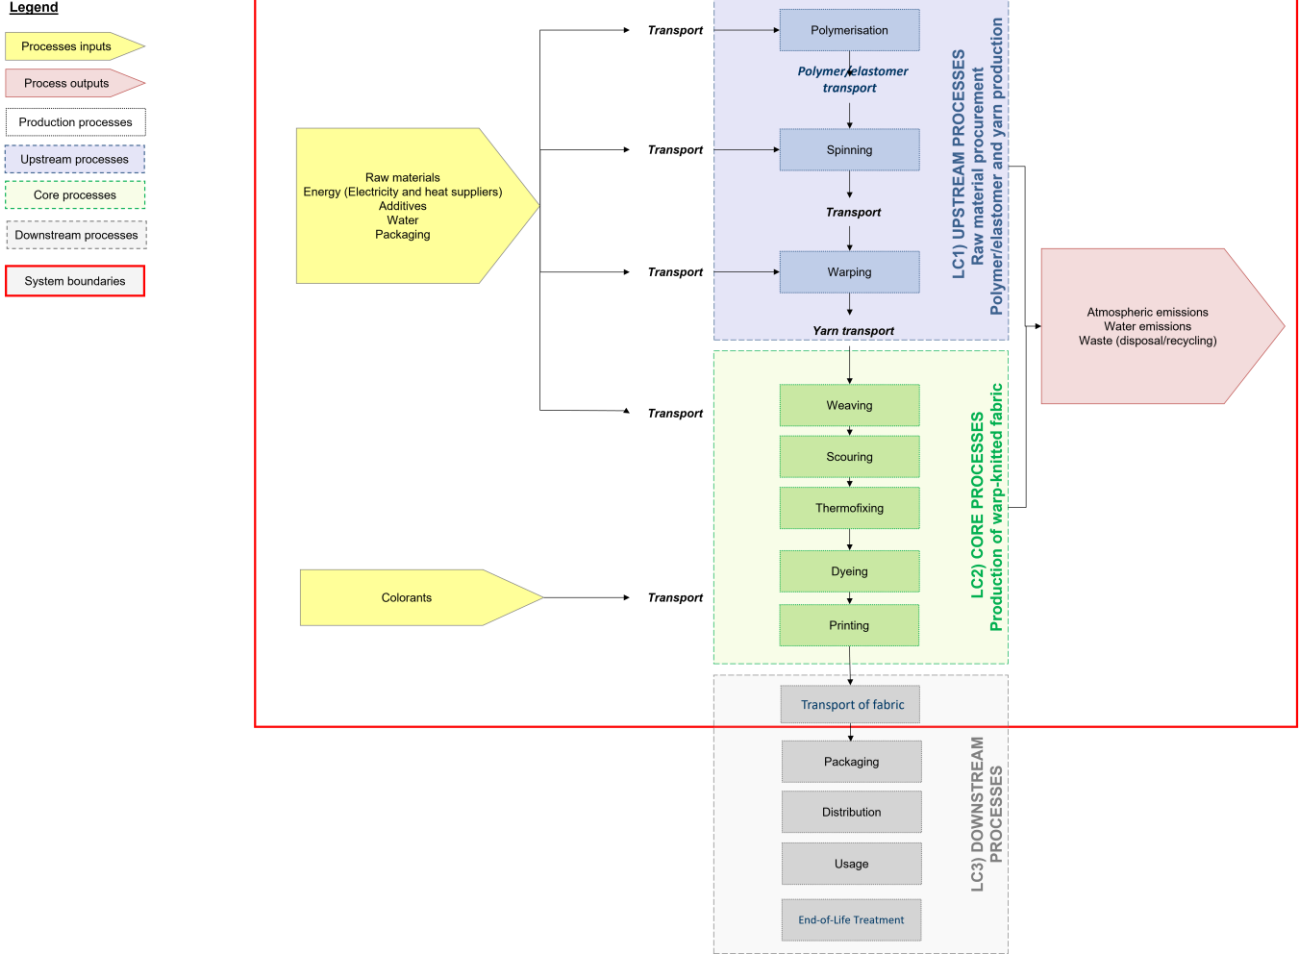 Legend
Processes inputs
Process outputs
Production processes
Upstream processes
Core processes
Downstream processes
System boundaries
Raw materials
Energy (Electricity and heat suppliers)
Additives
Water
Packaging
Colorants
Transport
Transport
Transport
Transport
Transport
Polymerisation
Polymer/elastomer
transport
Spinning
Transport
Warping
Yarn transport
LC1) UPSTREAM PROCESSES
Raw material procurement
Polymer/elastomer and yarn production
Weaving
Scouring
Thermofixing
Dyeing
Printing
LC2) CORE PROCESSES
Production of warp-knitted fabric
Transport of fabric
Packaging
Distribution
Usage
End-of-Life Treatment
LC3) DOWNSTREAM
PROCESSES
Atmospheric emissions
Water emissions
Waste (disposal/recycling)